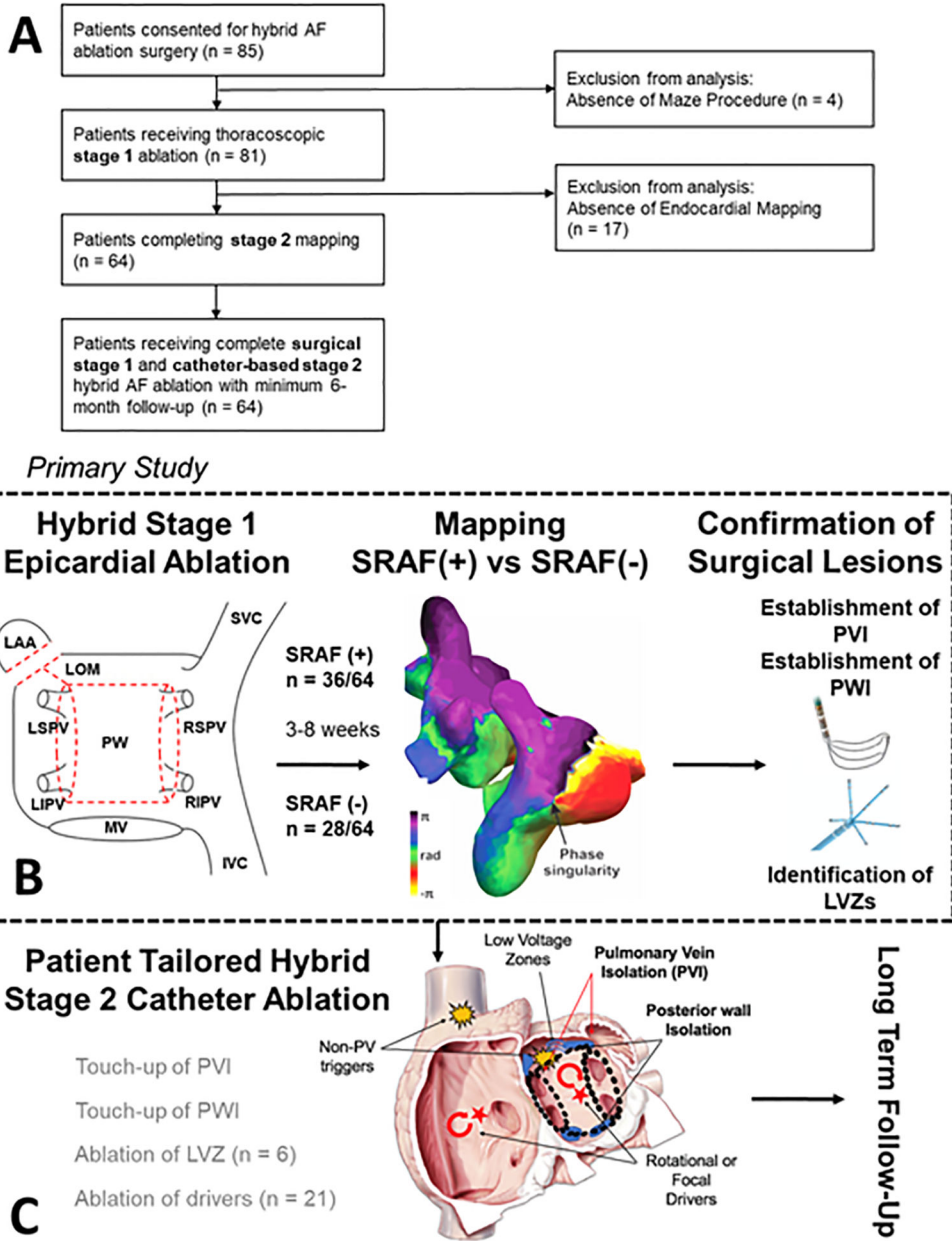 A
Patients consented for hybrid AF
ablation surgery (n = 85)
Exclusion from analysis:
Absence of Maze Procedure (n = 4)
Patients receiving thoracoscopic
stage 1 ablation (n = 81)
Exclusion from analysis:
Absence of Endocardial Mapping
(n = 17)
Patients completing stage 2 mapping
(n = 64)
Patients receiving complete surgical
stage 1 and catheter-based stage 2
hybrid AF ablation with minimum 6-
month follow-up (n = 64)
Primary Study
Hybrid Stage 1
Epicardial Ablation
LAA
LOM
SVC
LSPV
PW
RSPV
LIPV
RIPV
MV
IVC
B
SRAF (+)
n = 36/64
3-8 weeks
SRAF (-)
n = 28/64
Mapping
SRAF(+) vs SRAF(-)
π
rad
-π
Phase
singularity
Confirmation of
Surgical Lesions
Establishment of
PVI
Establishment of
PWI
Identification of
LVZs
Patient Tailored Hybrid
Stage 2 Catheter Ablation
Touch-up of PVI
Touch-up of PWI
Ablation of LVZ (n = 6)
Ablation of drivers (n = 21)
C
Low Voltage
Zones
Pulmonary Vein
Isolation (PVI)
Posterior wall
Isolation
Non-PV
triggers
Rotational or
Focal
Drivers
Long Term Follow-Up